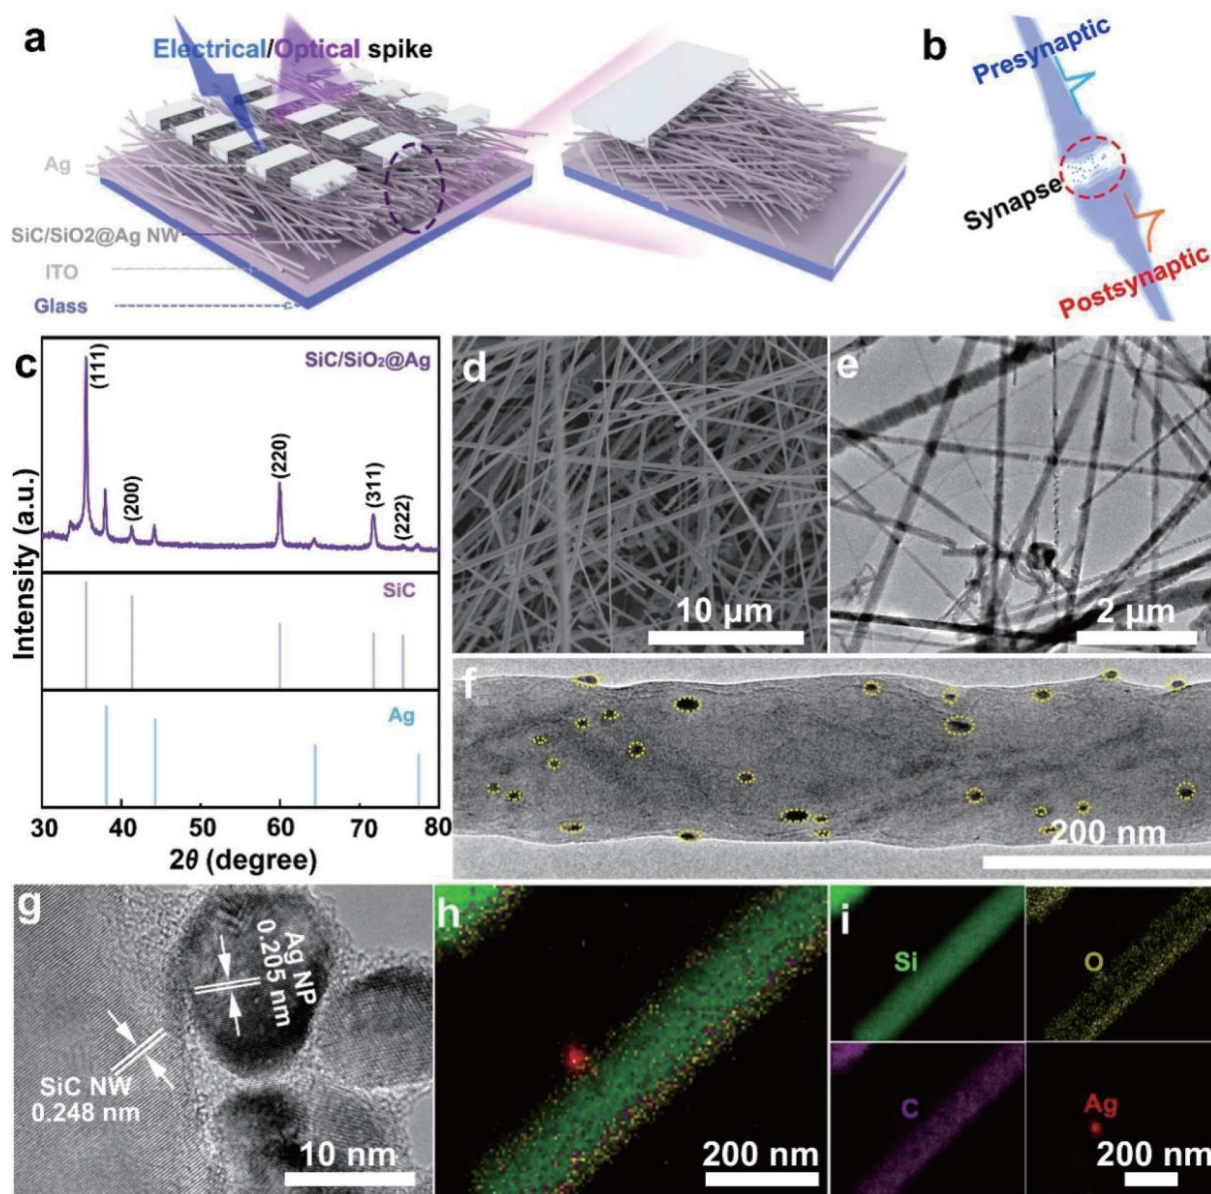 a
Electrical/Optical spike
Ag
SiC/SiO2@Ag NW
ITO
Glass
b
Presynaptic
Synapse
Postsynaptic
c
SiC/SiO₂@Ag
(111)
(200)
(220)
(311)
(222)
SiC
Ag
Intensity (a.u.)
30 40 50 60 70 80
2θ (degree)
d
10 µm
e
2 µm
f
200 nm
g
Ag NP
0.205 nm
SiC NW
0.248 nm
10 nm
h
200 nm
i
Si
O
C
Ag
200 nm